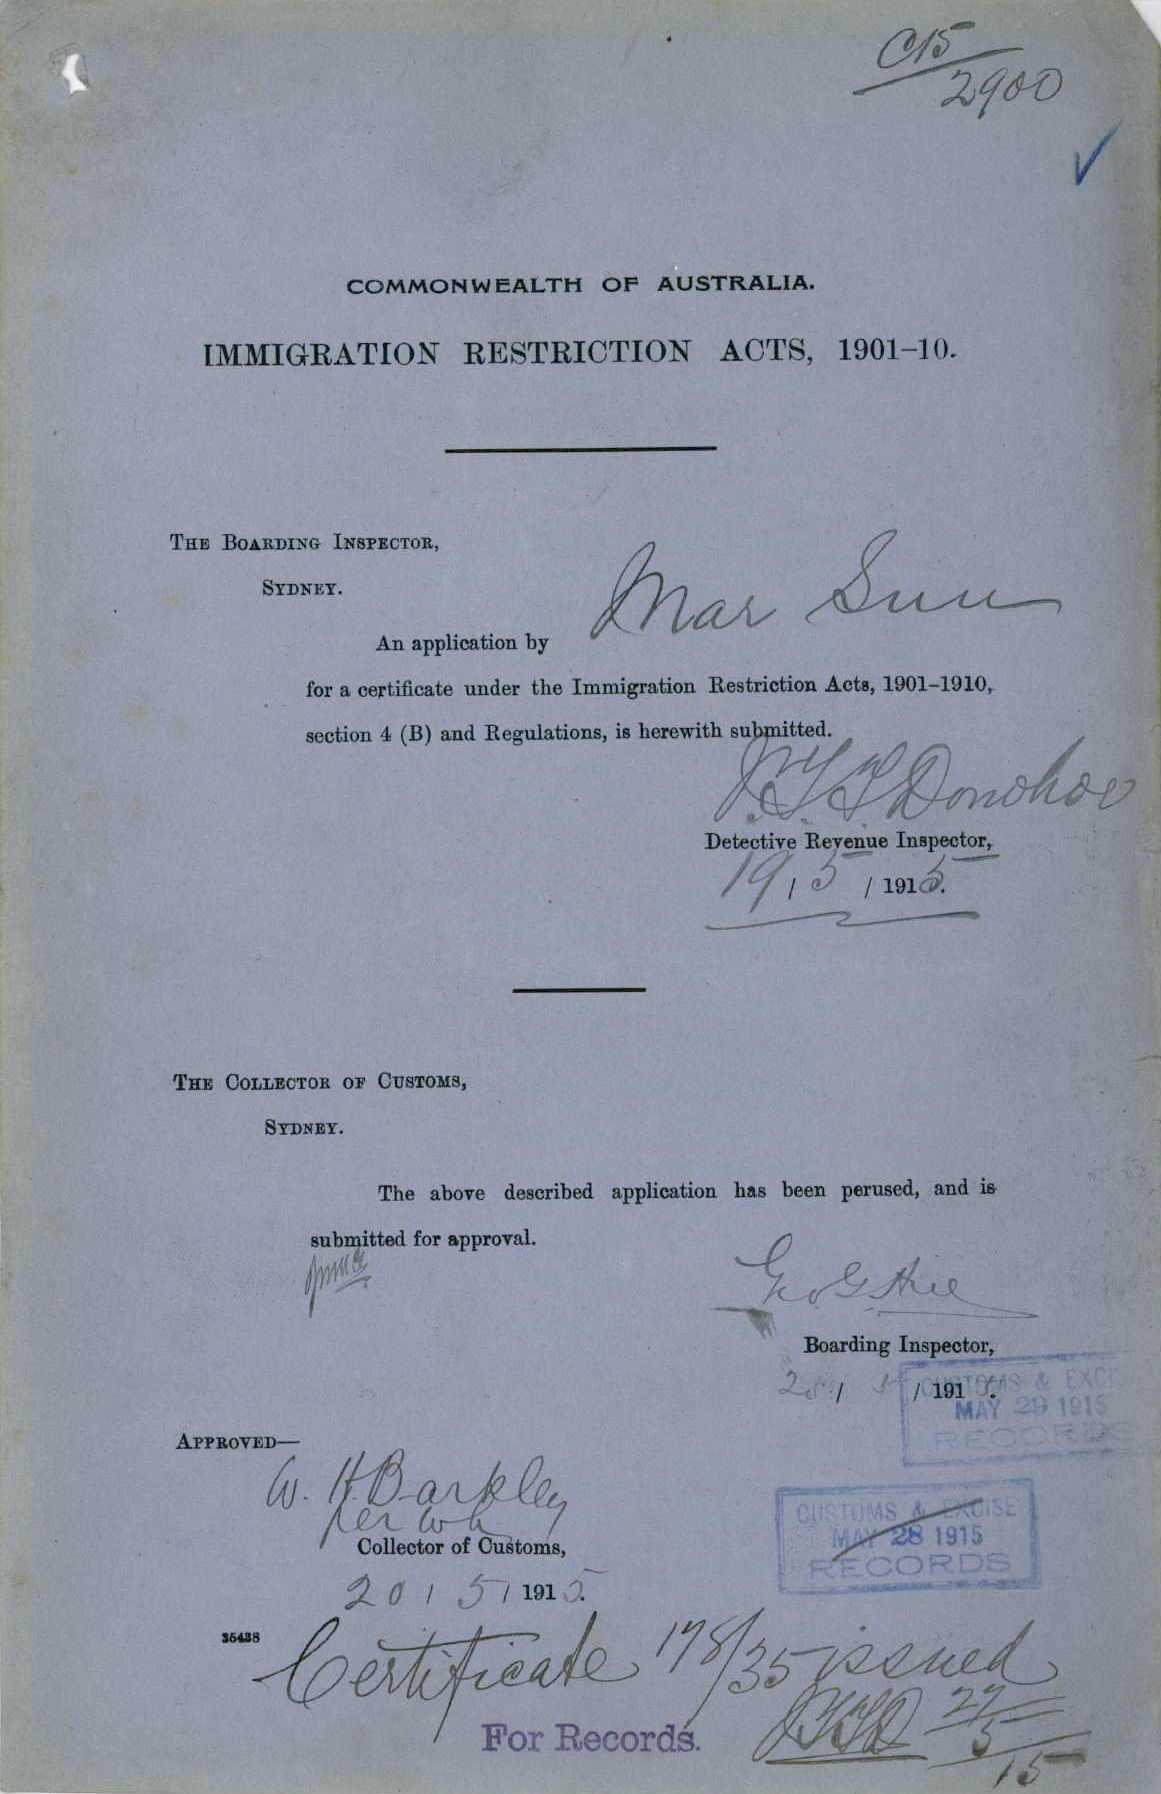 C15
2900
COMMONWEALTH OF AUSTRALIA.
IMMIGRATION RESTRICTION ACTS, 1901-10.
THE BOARDING INSPECTOR,
SYDNEY.
An application by Mar Sun
for a certificate under the Immigration Restriction Acts, 1901-1910,
section 4 (B) and Regulations, is herewith submitted.
Donohoe
Detective Revenue Inspector,
19 / 5 / 1915.
THE COLLECTOR OF CUSTOMS,
SYDNEY.
The above described application has been perused, and is
submitted for approval.
Geo. G.
Boarding Inspector,
/ 191
CUSTOMS & EXCI
MAY 29 1915
RECORDS
APPROVED—
W. H. Barkley
per
Collector of Customs,
20 / 5 / 1915.
CUSTOMS & EXCISE
MAY 28 1915
RECORDS
35438
Certificate 178/35 issued
For Records.
27
5
15